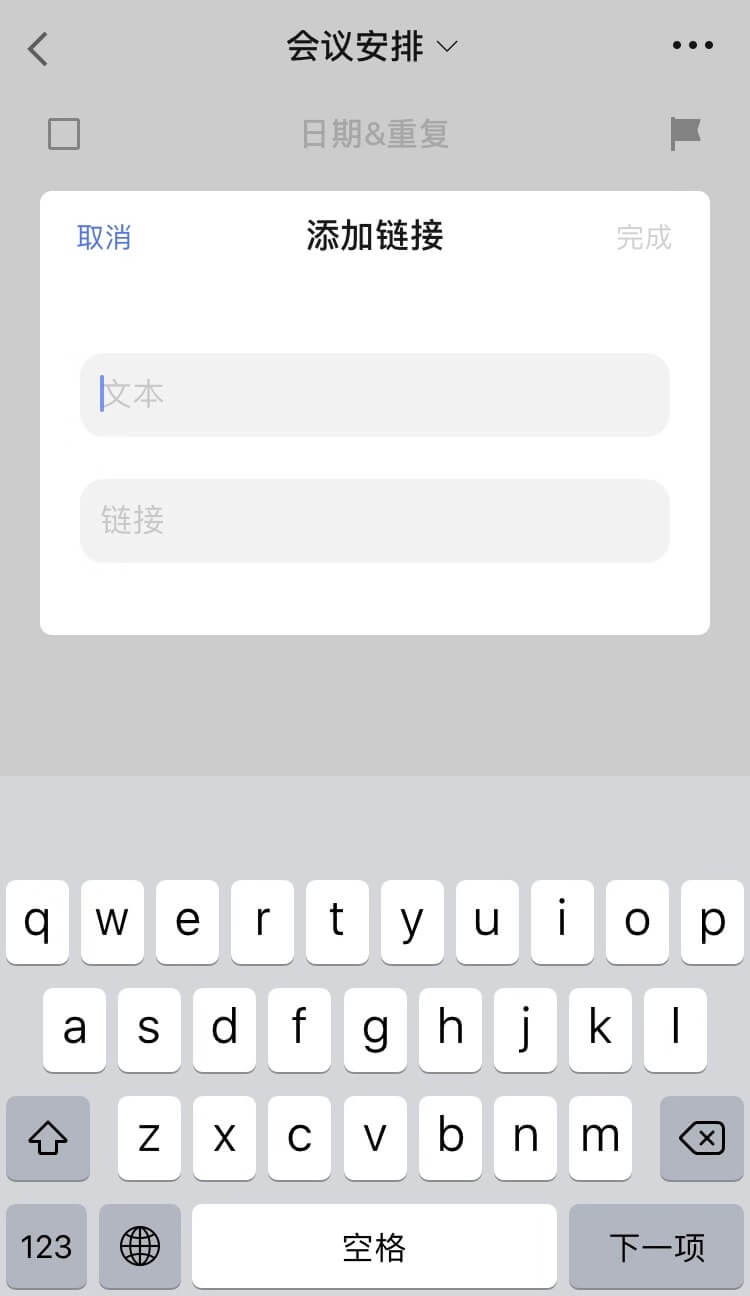 会议安排
日期&重复
取消 添加链接 完成
文本
链接
q w e r t y u i o p
a s d f g h j k l
z x c v b n m
123 空格 下一项